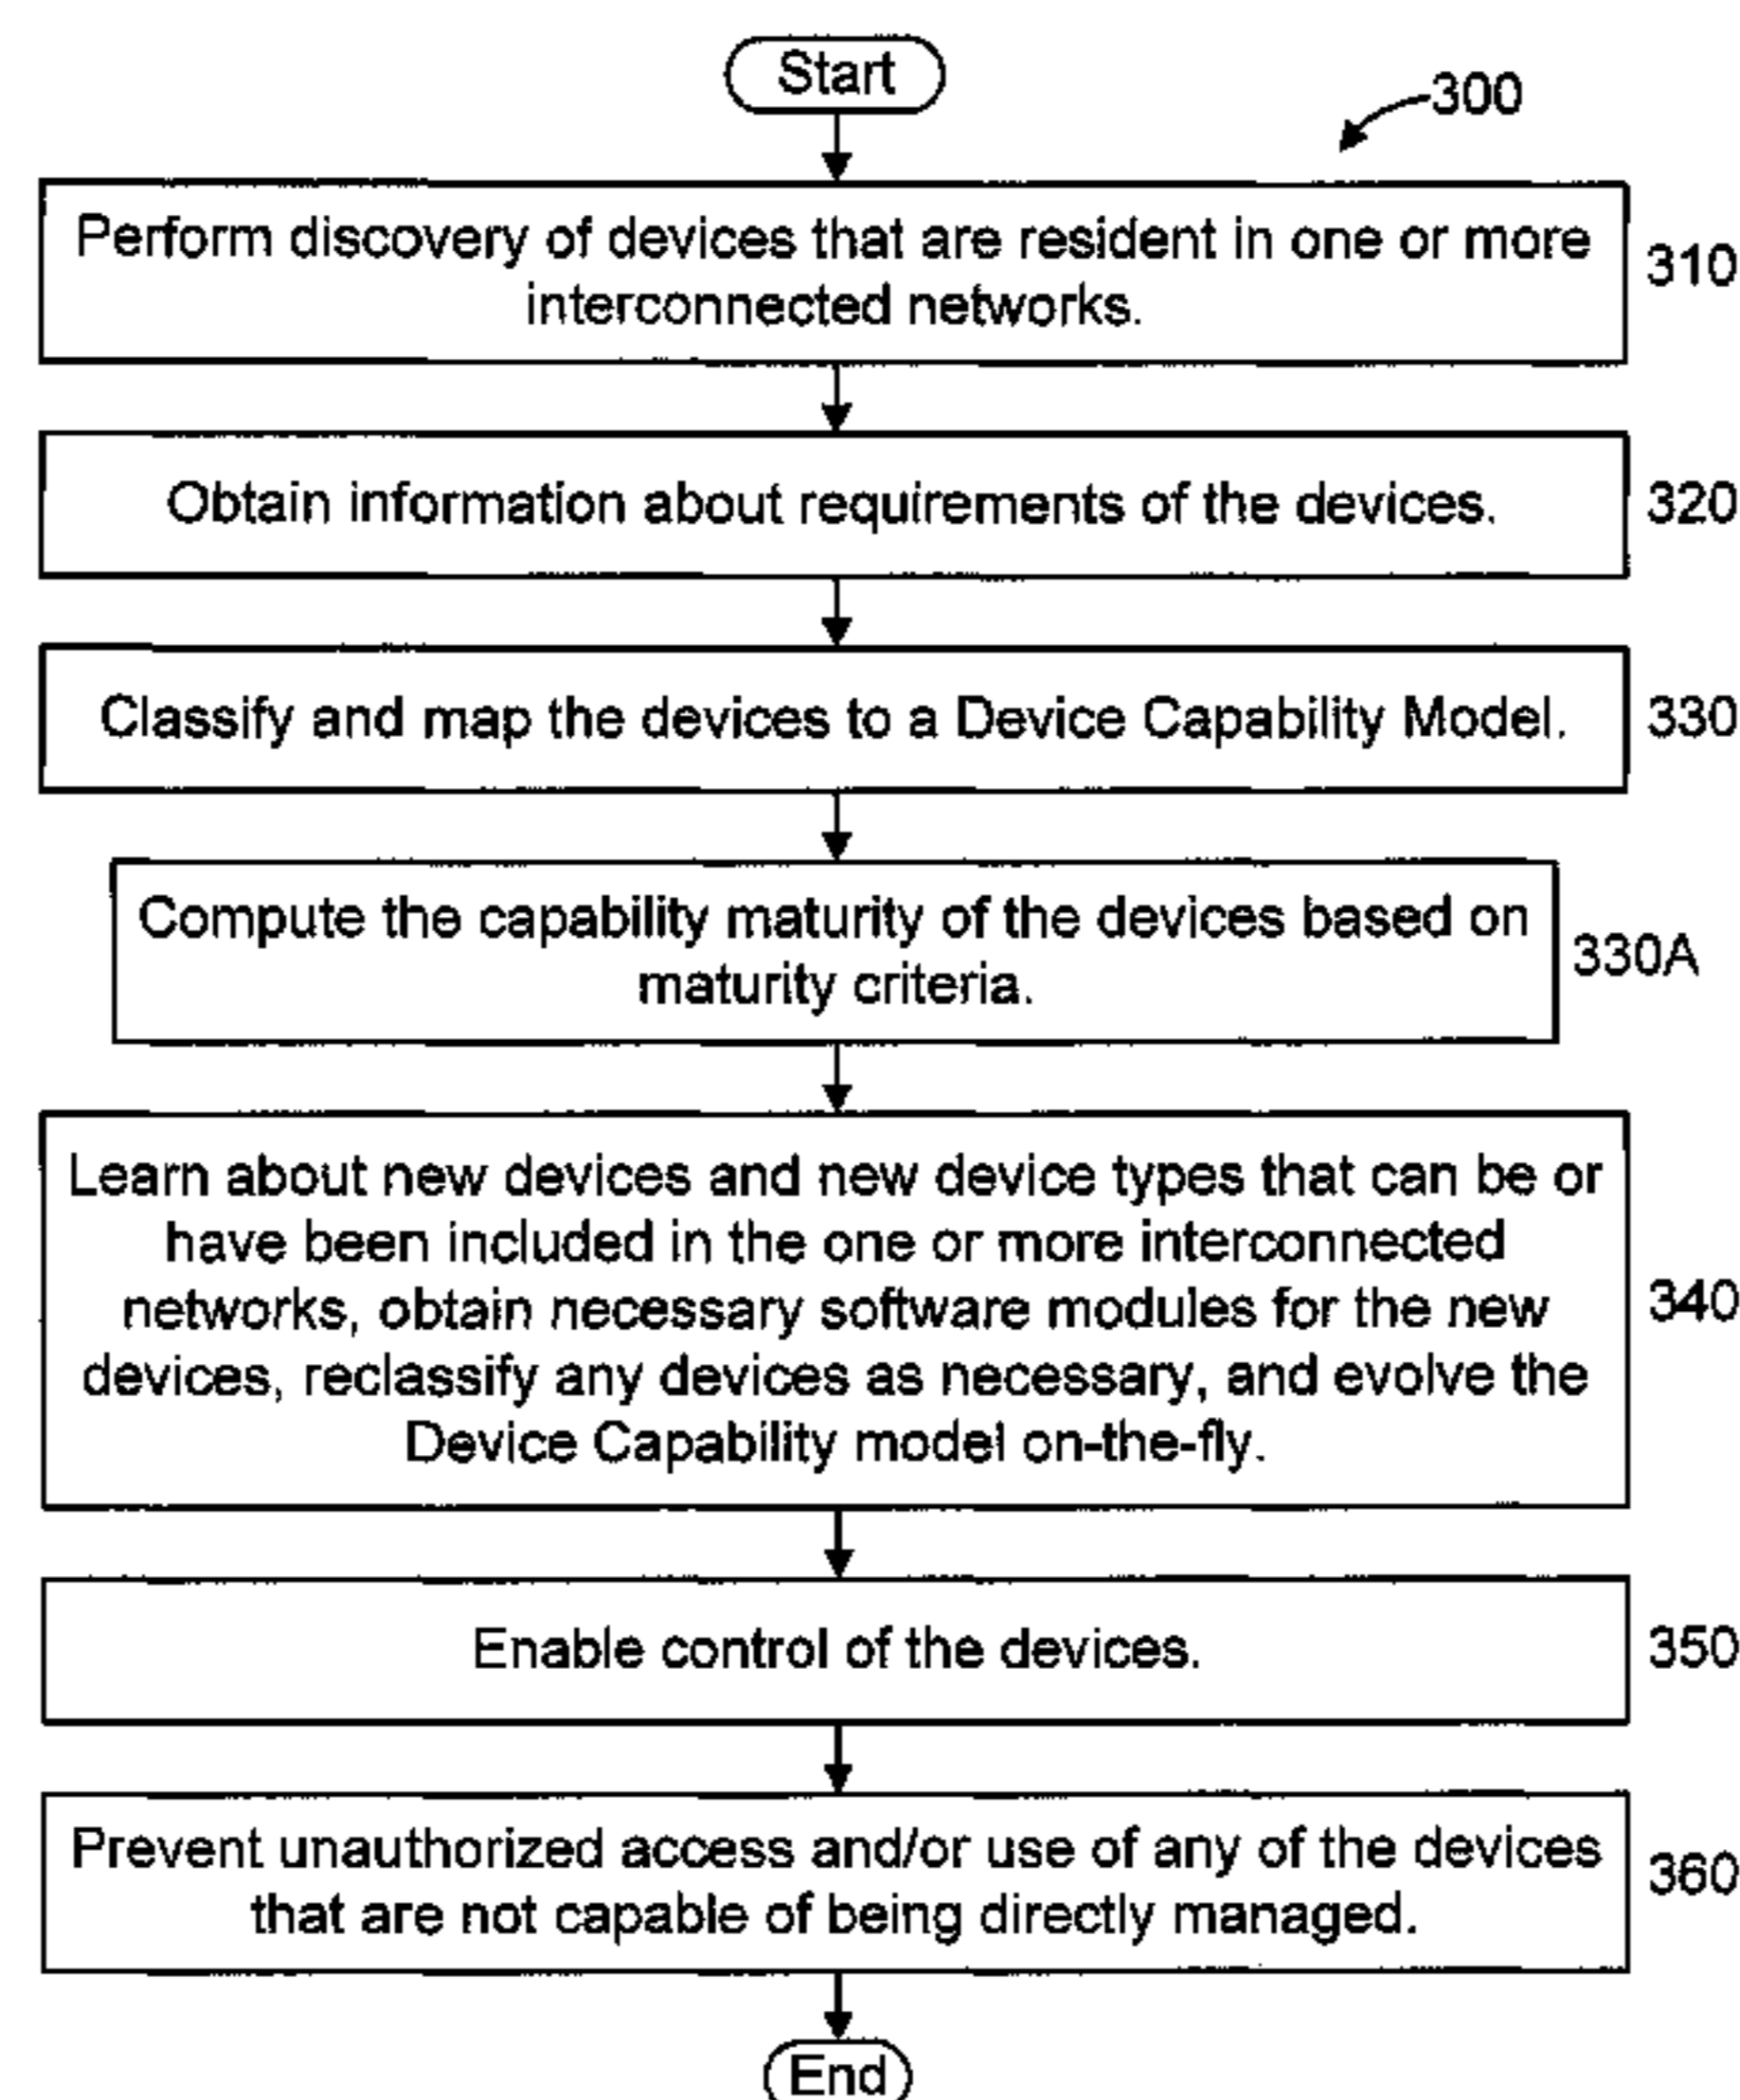 Start
300
Perform discovery of devices that are resident in one or more
interconnected networks.
310
Obtain information about requirements of the devices.
320
Classify and map the devices to a Device Capability Model.
330
Compute the capability maturity of the devices based on
maturity criteria.
330A
Learn about new devices and new device types that can be or
have been included in the one or more interconnected
networks, obtain necessary software modules for the new
devices, reclassify any devices as necessary, and evolve the
Device Capability model on-the-fly.
340
Enable control of the devices.
350
Prevent unauthorized access and/or use of any of the devices
that are not capable of being directly managed.
360
End